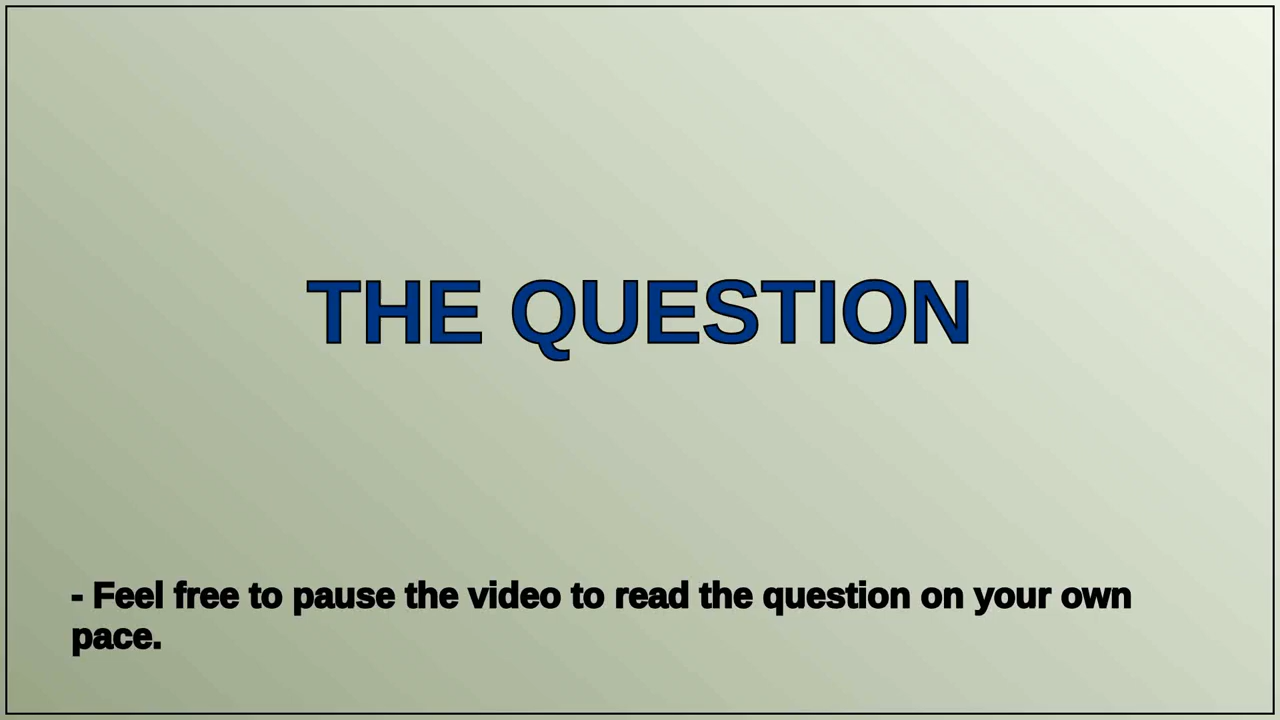 THE QUESTION
- Feel free to pause the video to read the question on your own
pace.